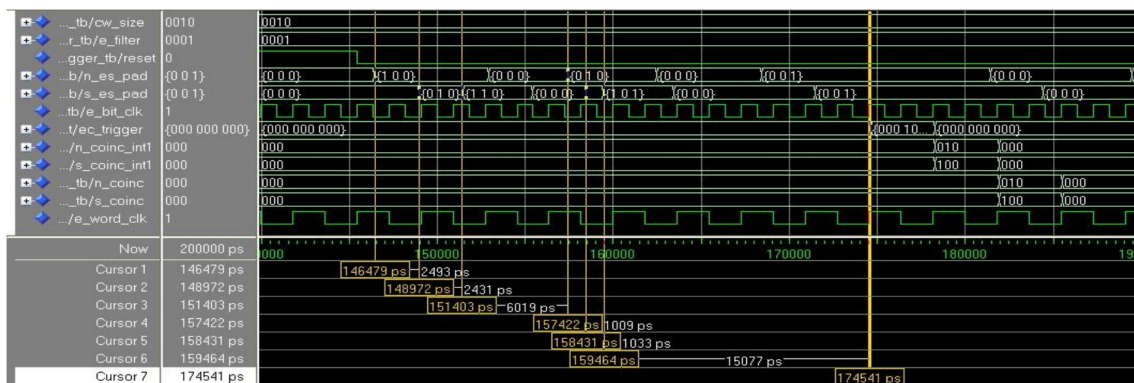 ..._tb/cw_size 0010 0010
...r_tb/e_filter 0001 0001
...gger_tb/reset 0
...b/n_es_pad {0 0 1} {0 0 0} {1 0 0} {0 0 0} {0 1 0} {0 0 0} {0 0 1} {0 0 0}
...b/s_es_pad {0 0 1} {0 0 0} {0 1 0} {1 1 0} {0 0 0} {1 0 1} {0 0 0} {0 0 1} {0 0 0}
...tb/e_bit_clk 1
...t/ec_trigger {000 000 000} {000 000 000} {000 10... {000 000 000}
.../n_coinc_int1 000 000 010 000
.../s_coinc_int1 000 000 100 000
..._tb/n_coinc 000 000 010 000
..._tb/s_coinc 000 000 100 000
.../e_word_clk 1
Now 200000 ps 0000 150000 160000 170000 180000 19
Cursor 1 146479 ps 146479 ps 2493 ps
Cursor 2 148972 ps 148972 ps 2431 ps
Cursor 3 151403 ps 151403 ps 6019 ps
Cursor 4 157422 ps 157422 ps 1009 ps
Cursor 5 158431 ps 158431 ps 1033 ps
Cursor 6 159464 ps 159464 ps 15077 ps
Cursor 7 174541 ps 174541 ps